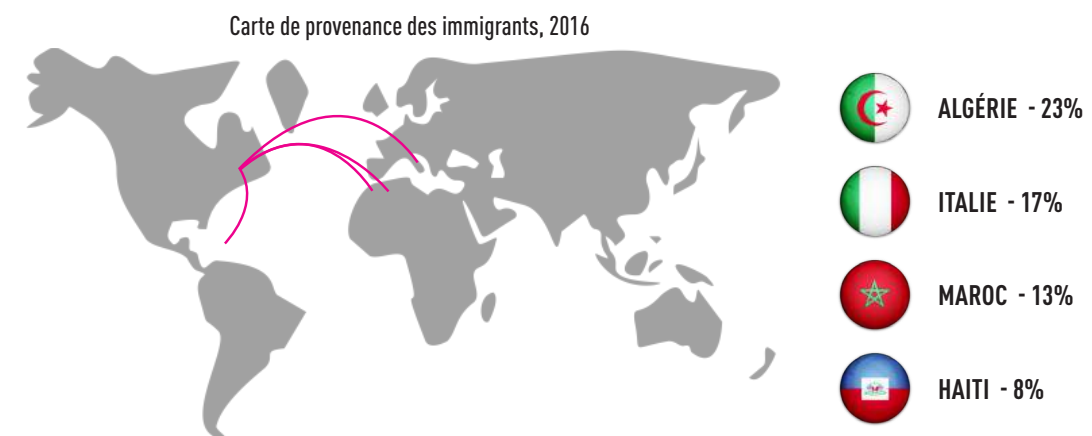 Carte de provenance des immigrants, 2016
ALGÉRIE - 23%
ITALIE - 17%
MAROC - 13%
HAITI - 8%